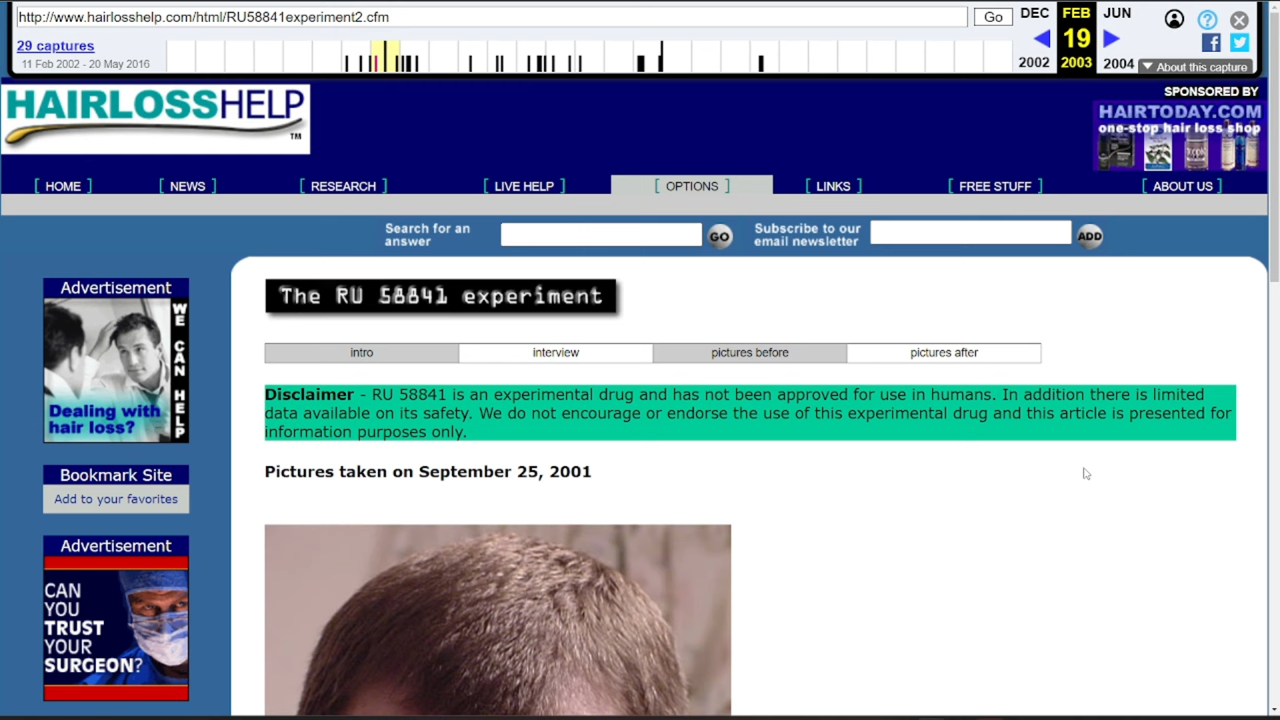 http://www.hairlosshelp.com/html/RU58841experiment2.cfm
Go
DEC
FEB
JUN
29 captures
19
11 Feb 2002 - 20 May 2016
2002
2003
2004
About this capture
HAIRLOSSHELP
TM
SPONSORED BY
HAIRTODAY.COM
one-stop hair loss shop
[ HOME ]
[ NEWS ]
[ RESEARCH ]
[ LIVE HELP ]
[ OPTIONS ]
[ LINKS ]
[ FREE STUFF ]
[ ABOUT US ]
Search for an
answer
GO
Subscribe to our
email newsletter
ADD
Advertisement
WE CAN HELP
Dealing with
hair loss?
Bookmark Site
Add to your favorites
Advertisement
CAN
YOU
TRUST
YOUR
SURGEON?
The RU 58841 experiment
intro
interview
pictures before
pictures after
Disclaimer - RU 58841 is an experimental drug and has not been approved for use in humans. In addition there is limited
data available on its safety. We do not encourage or endorse the use of this experimental drug and this article is presented for
information purposes only.
Pictures taken on September 25, 2001